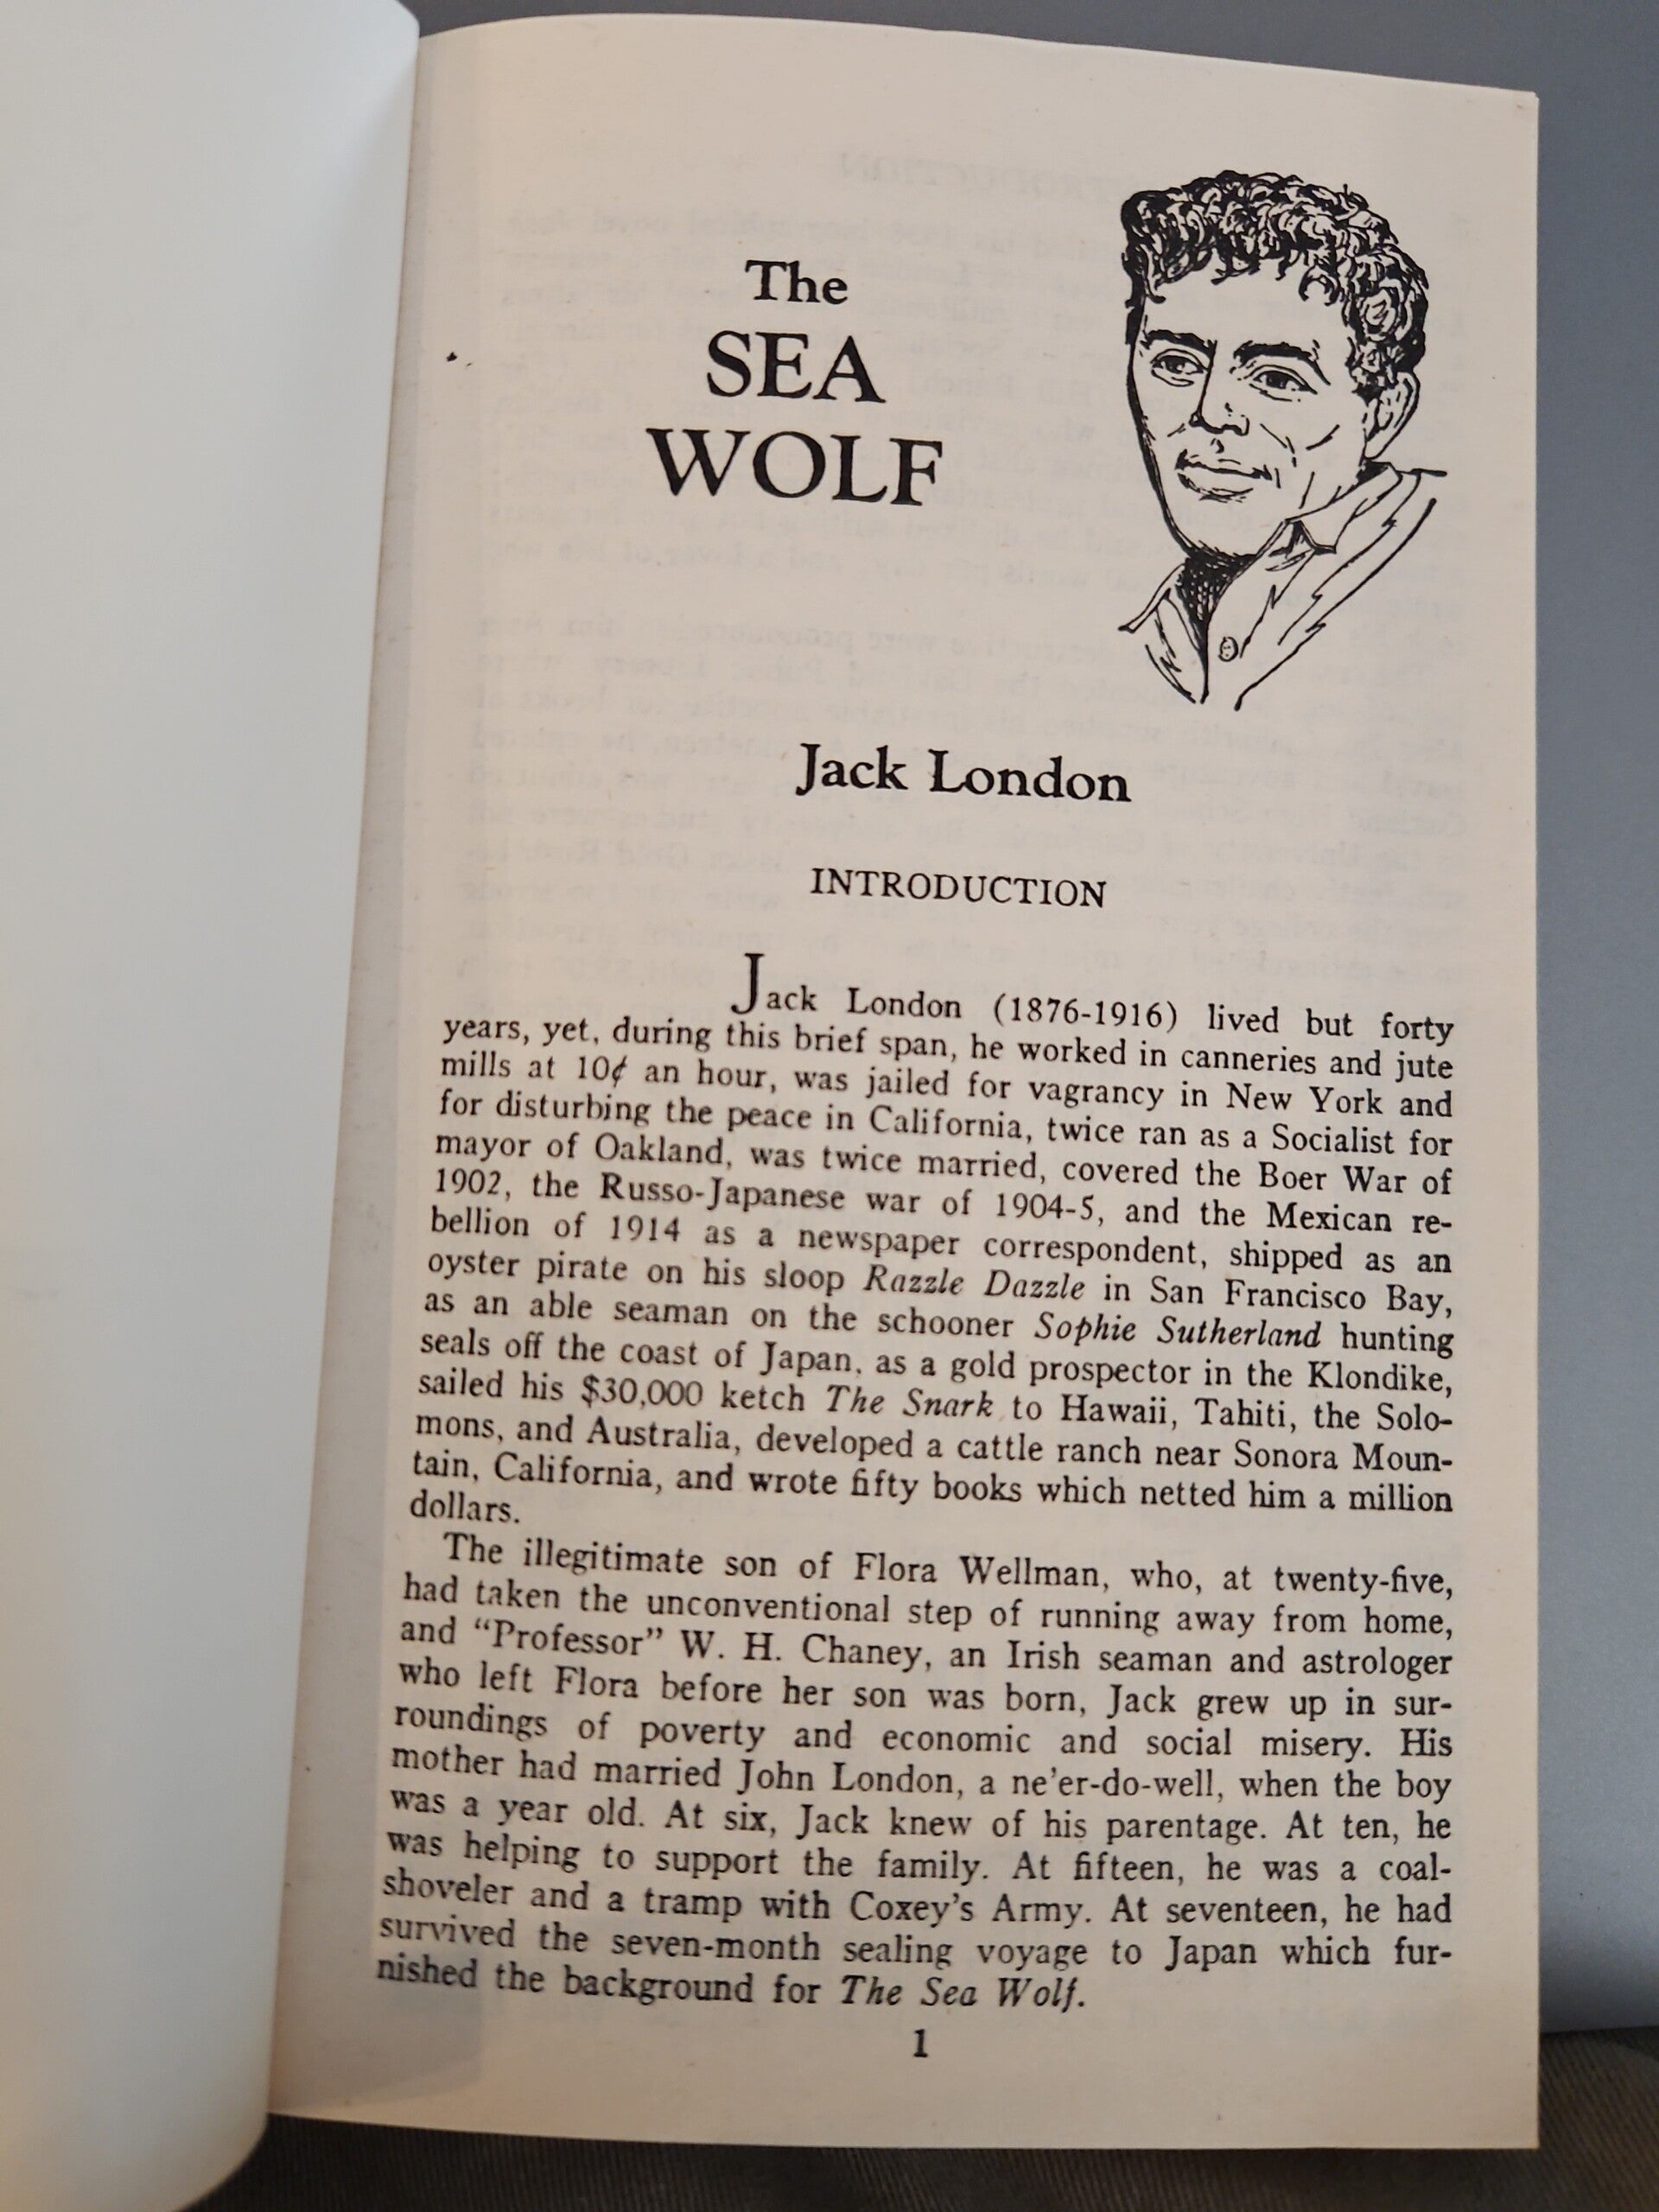 The
SEA
WOLF
Jack London
INTRODUCTION
Jack London (1876-1916) lived but forty
years, yet, during this brief span, he worked in canneries and jute
mills at 10¢ an hour, was jailed for vagrancy in New York and
for disturbing the peace in California, twice ran as a Socialist for
mayor of Oakland, was twice married, covered the Boer War of
1902, the Russo-Japanese war of 1904-5, and the Mexican re-
bellion of 1914 as a newspaper correspondent, shipped as an
oyster pirate on his sloop Razzle Dazzle in San Francisco Bay,
as an able seaman on the schooner Sophie Sutherland hunting
seals off the coast of Japan, as a gold prospector in the Klondike,
sailed his $30,000 ketch The Snark to Hawaii, Tahiti, the Solo-
mons, and Australia, developed a cattle ranch near Sonora Moun-
tain, California, and wrote fifty books which netted him a million
dollars.
The illegitimate son of Flora Wellman, who, at twenty-five,
had taken the unconventional step of running away from home,
and “Professor” W. H. Chaney, an Irish seaman and astrologer
who left Flora before her son was born, Jack grew up in sur-
roundings of poverty and economic and social misery. His
mother had married John London, a ne’er-do-well, when the boy
was a year old. At six, Jack knew of his parentage. At ten, he
was helping to support the family. At fifteen, he was a coal-
shoveler and a tramp with Coxey’s Army. At seventeen, he had
survived the seven-month sealing voyage to Japan which fur-
nished the background for The Sea Wolf.
1